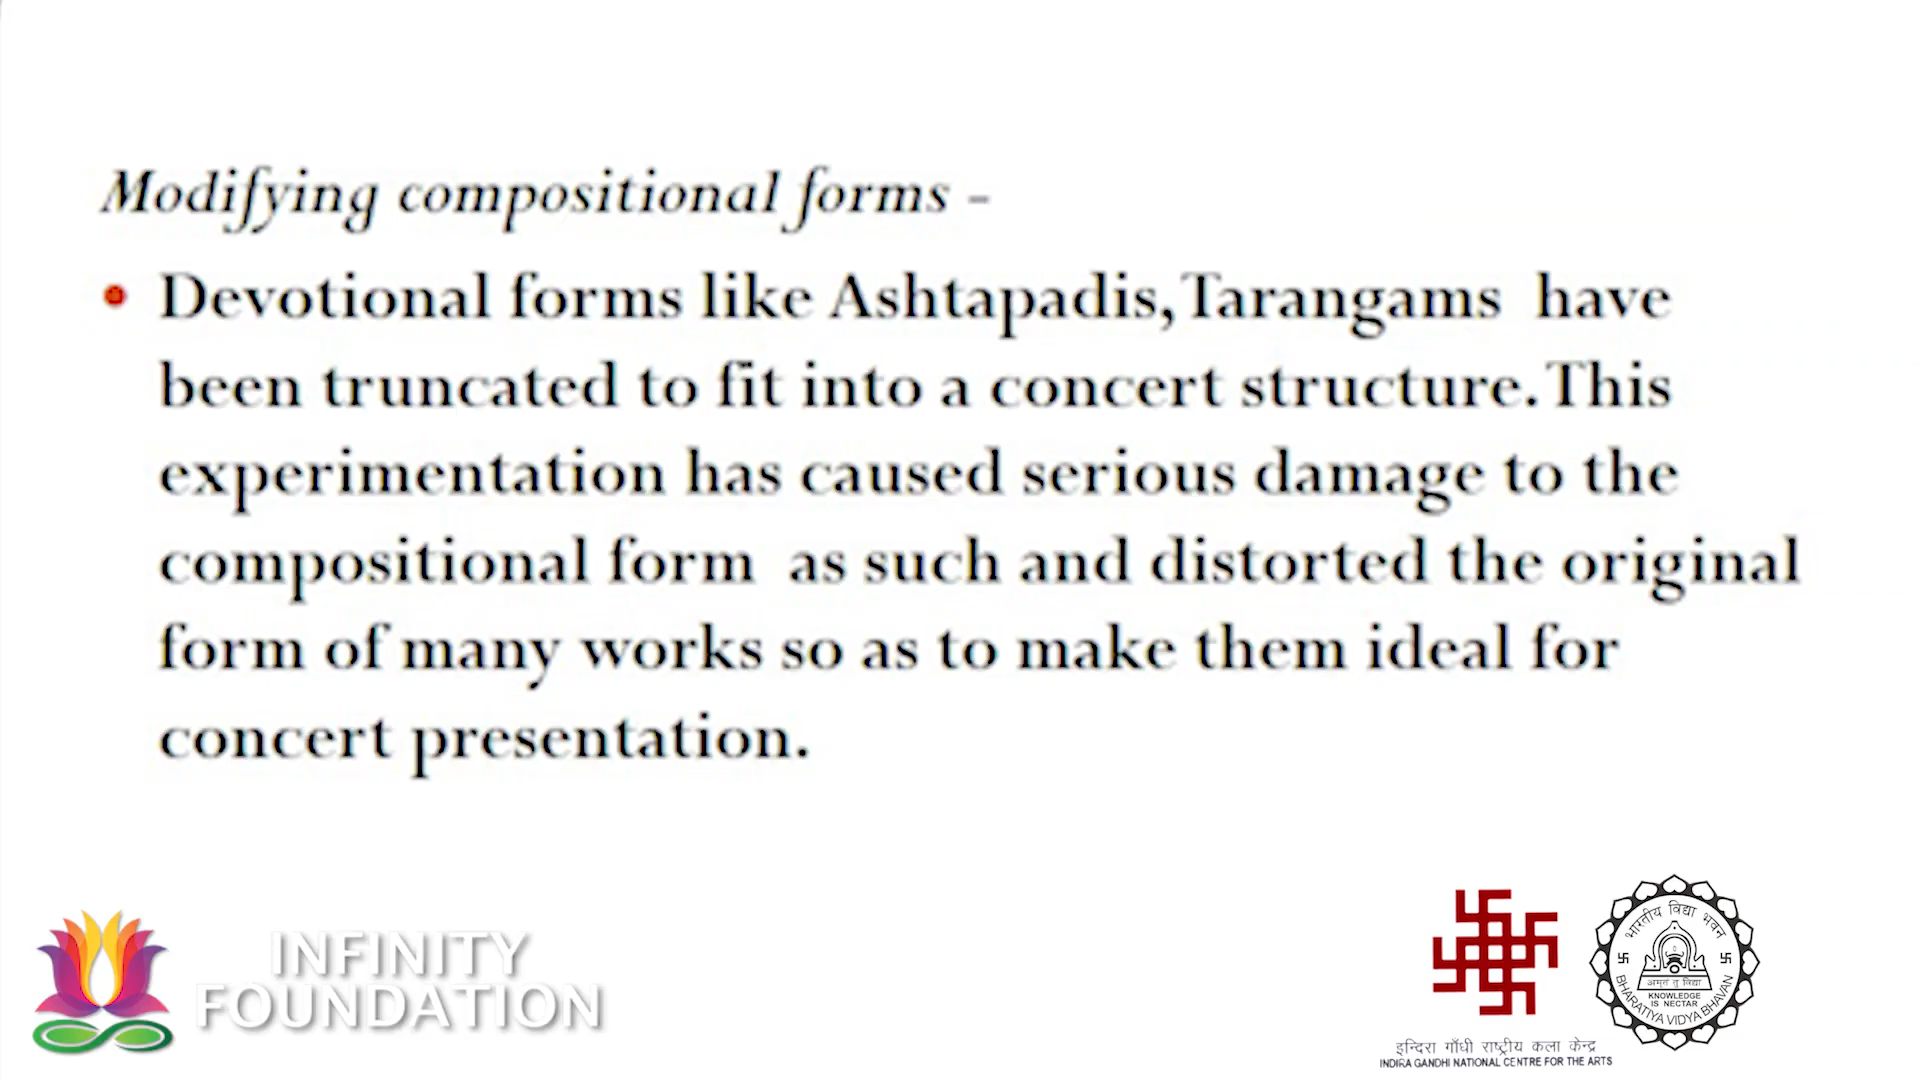 Modifying compositional forms -
• Devotional forms like Ashtapadis, Tarangams have
been truncated to fit into a concert structure. This
experimentation has caused serious damage to the
compositional form as such and distorted the original
form of many works so as to make them ideal for
concert presentation.
INFINITY
FOUNDATION
इन्दिरा गाँधी राष्ट्रीय कला केन्द्र
INDIRA GANDHI NATIONAL CENTRE FOR THE ARTS
भारतीय विद्या भवन
अमृतं तु विद्या
KNOWLEDGE
IS NECTAR
BHARATIYA VIDYA BHAVAN